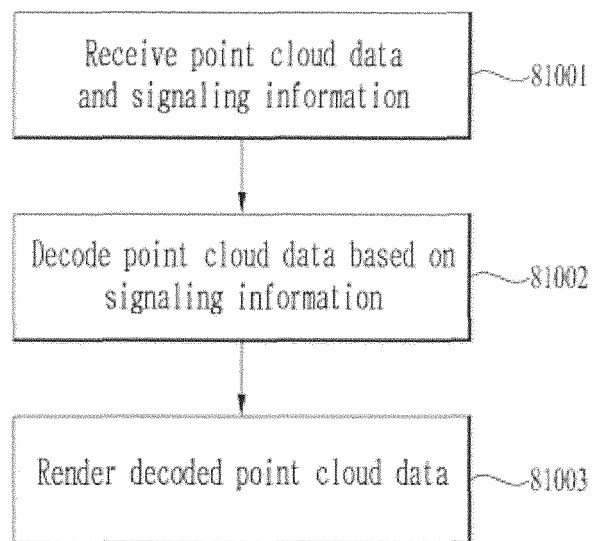 Receive point cloud data
and signaling information
81001
Decode point cloud data based on
signaling information
81002
Render decoded point cloud data
81003